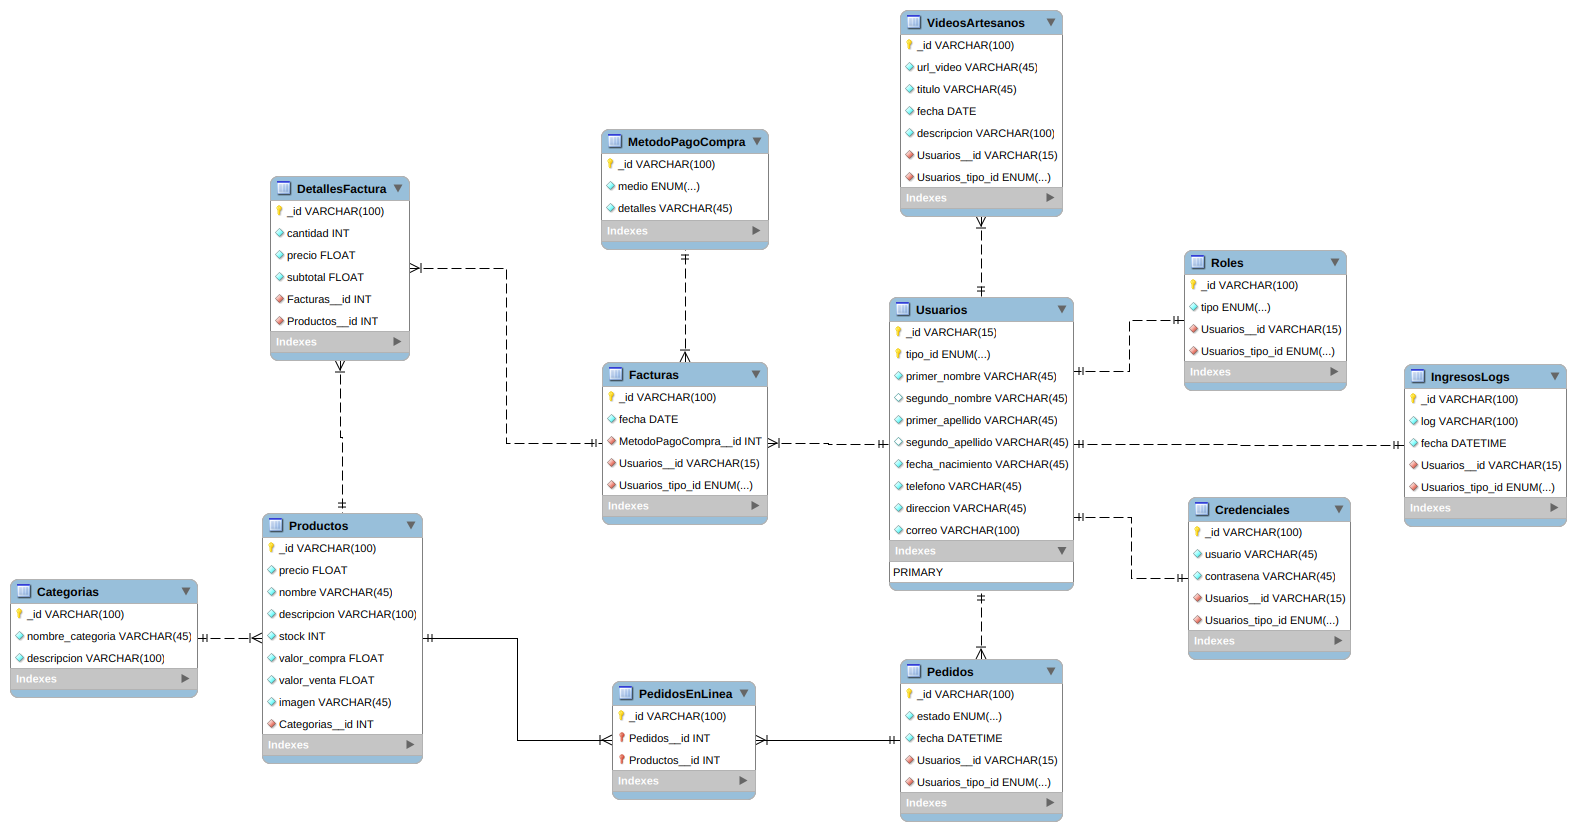 VideosArtesanos
_id VARCHAR(100)
url_video VARCHAR(45)
titulo VARCHAR(45)
fecha DATE
descripcion VARCHAR(100)
Usuarios__id VARCHAR(15)
Usuarios_tipo_id ENUM(...)
Indexes
MetodoPagoCompra
_id VARCHAR(100)
medio ENUM(...)
detalles VARCHAR(45)
Indexes
DetallesFactura
_id VARCHAR(100)
cantidad INT
precio FLOAT
subtotal FLOAT
Facturas__id INT
Productos__id INT
Indexes
Roles
_id VARCHAR(100)
tipo ENUM(...)
Usuarios__id VARCHAR(15)
Usuarios_tipo_id ENUM(...)
Indexes
Usuarios
_id VARCHAR(15)
tipo_id ENUM(...)
primer_nombre VARCHAR(45)
segundo_nombre VARCHAR(45)
primer_apellido VARCHAR(45)
segundo_apellido VARCHAR(45)
fecha_nacimiento VARCHAR(45)
telefono VARCHAR(45)
direccion VARCHAR(45)
correo VARCHAR(100)
Indexes
PRIMARY
Facturas
_id VARCHAR(100)
fecha DATE
MetodoPagoCompra__id INT
Usuarios__id VARCHAR(15)
Usuarios_tipo_id ENUM(...)
Indexes
IngresosLogs
_id VARCHAR(100)
log VARCHAR(100)
fecha DATETIME
Usuarios__id VARCHAR(15)
Usuarios_tipo_id ENUM(...)
Indexes
Credenciales
_id VARCHAR(100)
usuario VARCHAR(45)
contrasena VARCHAR(45)
Usuarios__id VARCHAR(15)
Usuarios_tipo_id ENUM(...)
Indexes
Productos
_id VARCHAR(100)
precio FLOAT
nombre VARCHAR(45)
descripcion VARCHAR(100)
stock INT
valor_compra FLOAT
valor_venta FLOAT
imagen VARCHAR(45)
Categorias__id INT
Indexes
Categorias
_id VARCHAR(100)
nombre_categoria VARCHAR(45)
descripcion VARCHAR(100)
Indexes
PedidosEnLinea
_id VARCHAR(100)
Pedidos__id INT
Productos__id INT
Indexes
Pedidos
_id VARCHAR(100)
estado ENUM(...)
fecha DATETIME
Usuarios__id VARCHAR(15)
Usuarios_tipo_id ENUM(...)
Indexes